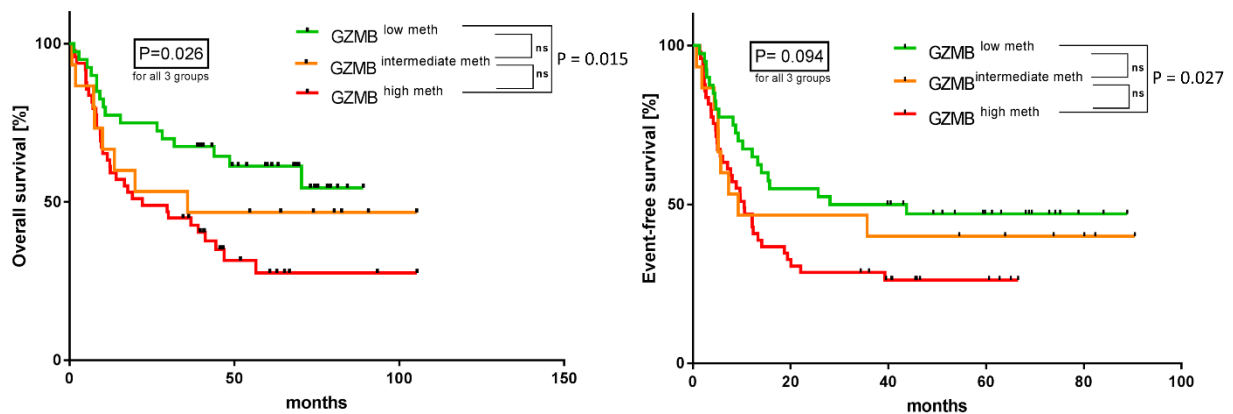 P=0.026
for all 3 groups
GZMB low meth
GZMB intermediate meth
GZMB high meth
ns
ns
P = 0.015
Overall survival [%]
100
50
0
0 50 100 150
months
P= 0.094
for all 3 groups
GZMB low meth
GZMB intermediate meth
GZMB high meth
ns
ns
P = 0.027
Event-free survival [%]
100
50
0
0 20 40 60 80 100
months